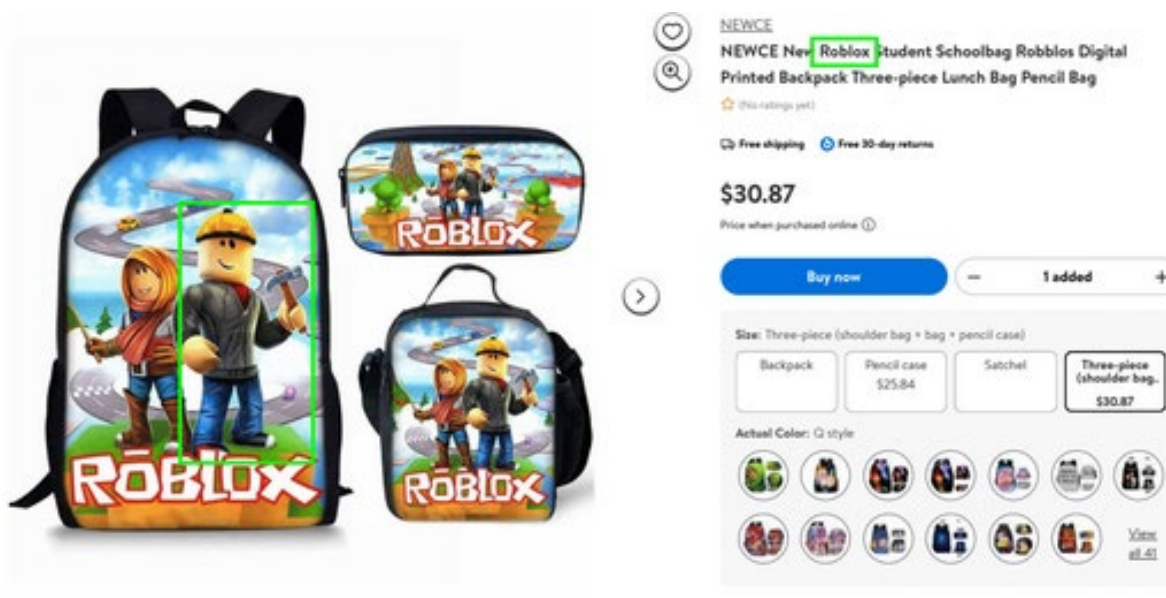 ROBLOX
ROBLOX
ROBLOX
NEWCE
NEWCE New Roblox Student Schoolbag Robblos Digital
Printed Backpack Three-piece Lunch Bag Pencil Bag
(No ratings yet)
Free shipping Free 30-day returns
$30.87
Price when purchased online
Buy now − 1 added +
Size: Three-piece (shoulder bag + bag + pencil case)
Backpack
Pencil case
$25.84
Satchel
Three-piece
(shoulder bag..
$30.87
Actual Color: Q style
View
all 41